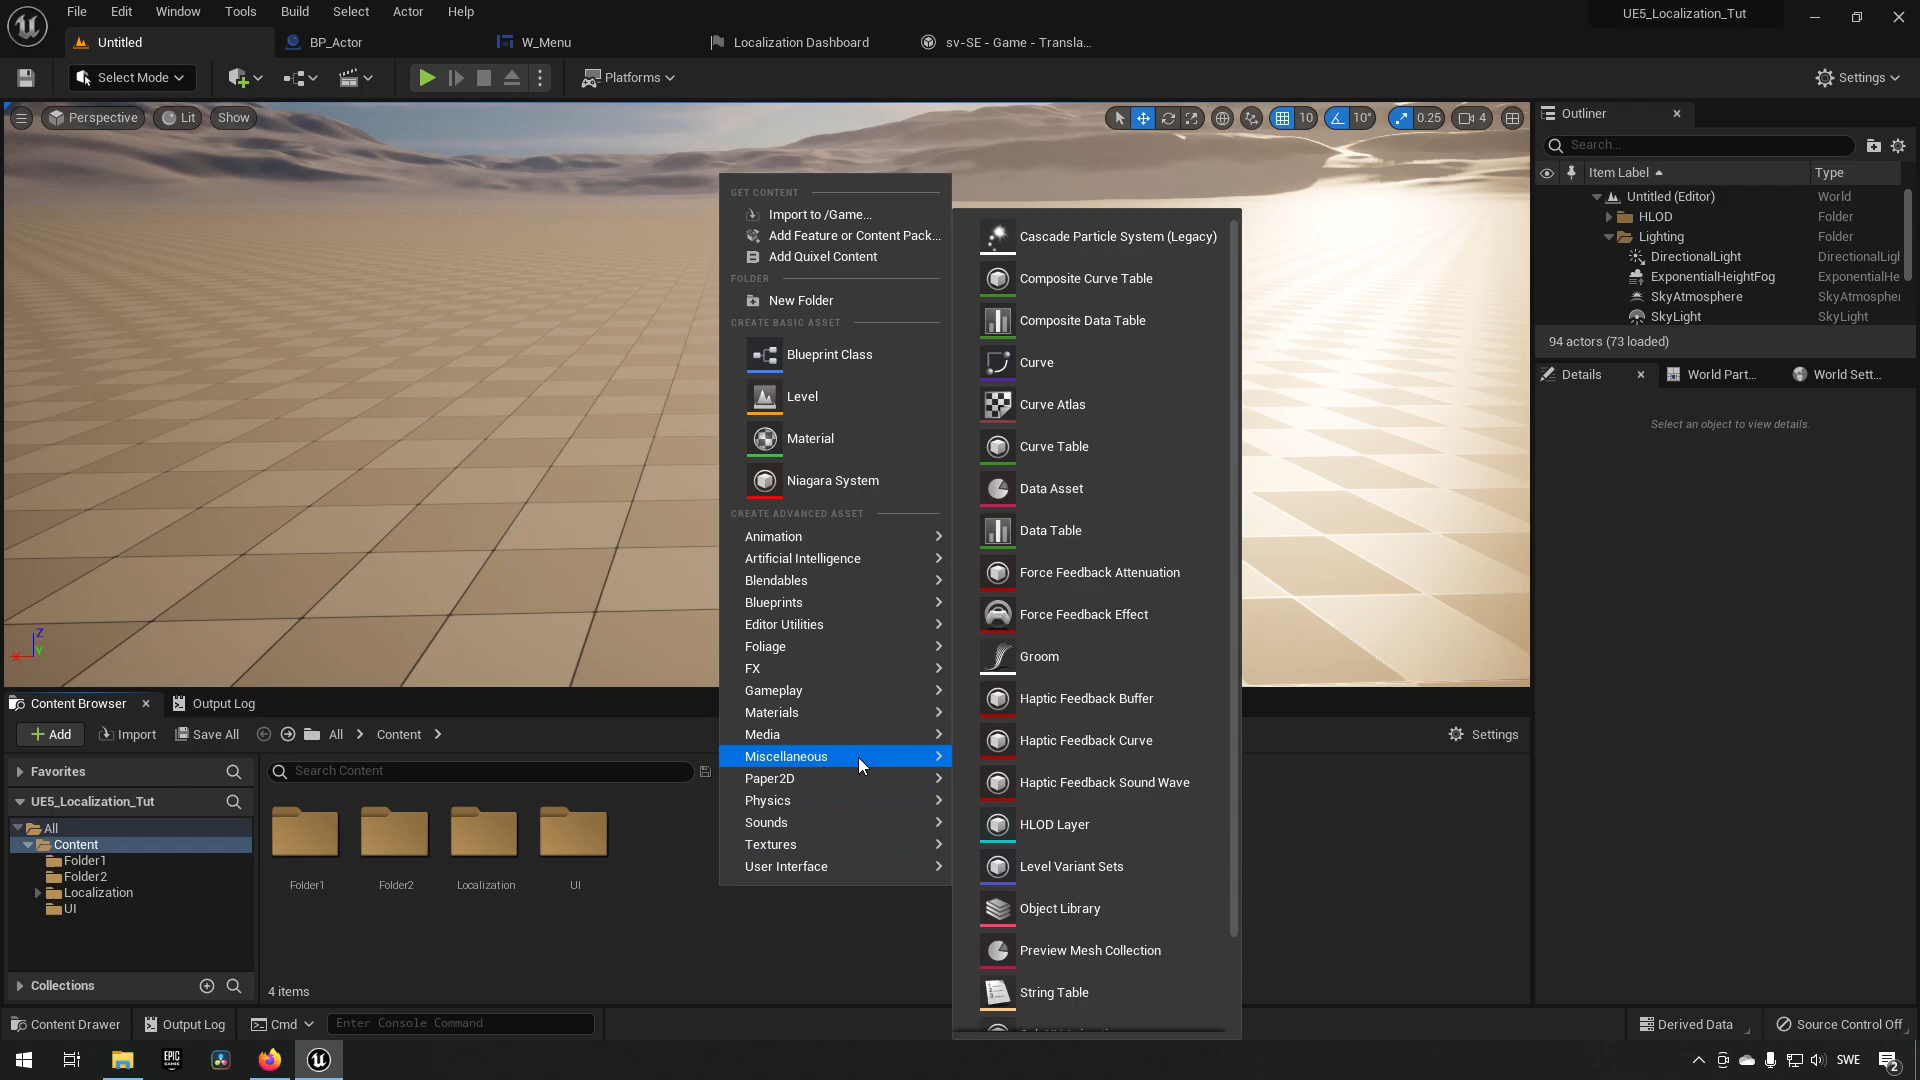 File Edit Window Tools Build Select Actor Help
UE5_Localization_Tut
Untitled
BP_Actor
W_Menu
Localization Dashboard
sv-SE - Game - Transla...
Select Mode
Platforms
Settings
Perspective
Lit
Show
10
10°
0.25
4
Z
X
Y
GET CONTENT
Import to /Game...
Add Feature or Content Pack...
Add Quixel Content
FOLDER
New Folder
CREATE BASIC ASSET
Blueprint Class
Level
Material
Niagara System
CREATE ADVANCED ASSET
Animation
Artificial Intelligence
Blendables
Blueprints
Editor Utilities
Foliage
FX
Gameplay
Materials
Media
Miscellaneous
Paper2D
Physics
Sounds
Textures
User Interface
Cascade Particle System (Legacy)
Composite Curve Table
Composite Data Table
Curve
Curve Atlas
Curve Table
Data Asset
Data Table
Force Feedback Attenuation
Force Feedback Effect
Groom
Haptic Feedback Buffer
Haptic Feedback Curve
Haptic Feedback Sound Wave
HLOD Layer
Level Variant Sets
Object Library
Preview Mesh Collection
String Table
Outliner
Search...
Item Label Type
Untitled (Editor) World
HLOD Folder
Lighting Folder
DirectionalLight DirectionalLigl
ExponentialHeightFog ExponentialHe
SkyAtmosphere SkyAtmospher
SkyLight SkyLight
94 actors (73 loaded)
Details
World Part...
World Sett...
Select an object to view details.
Content Browser
Output Log
Add
Import
Save All
All
Content
Settings
Favorites
Search Content
UE5_Localization_Tut
All
Content
Folder1
Folder2
Localization
UI
Folder1
Folder2
Localization
UI
Collections
4 items
Content Drawer
Output Log
Cmd
Enter Console Command
Derived Data
Source Control Off
EPIC GAMES
SWE
2